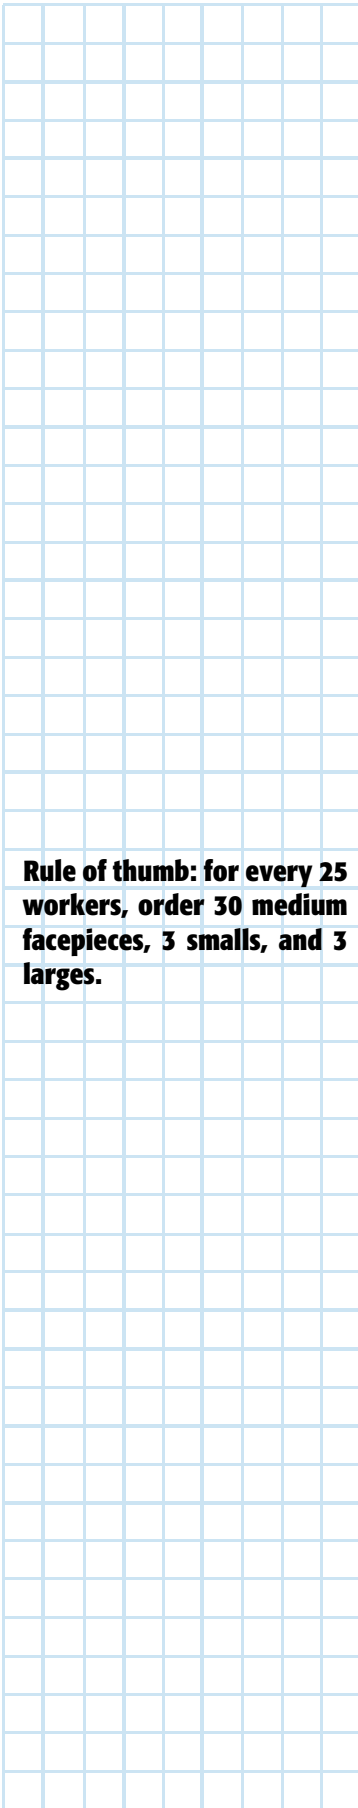 Rule of thumb: for every 25
workers, order 30 medium
facepieces, 3 smalls, and 3
larges.